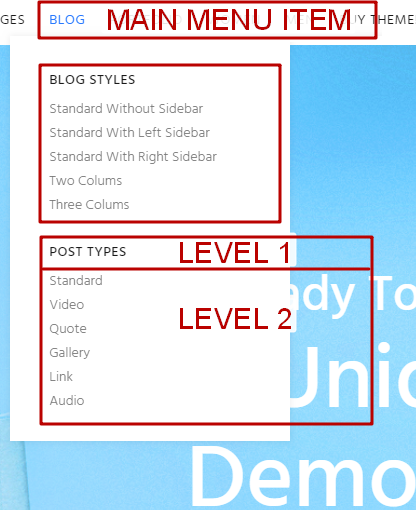 GES BLOG MAIN MENU ITEM UY THEME
BLOG STYLES
Standard Without Sidebar
Standard With Left Sidebar
Standard With Right Sidebar
Two Colums
Three Colums
POST TYPES LEVEL 1
Standard
Video
ady To
LEVEL 2
Quote
Gallery
Unic
Link
Audio
Demo